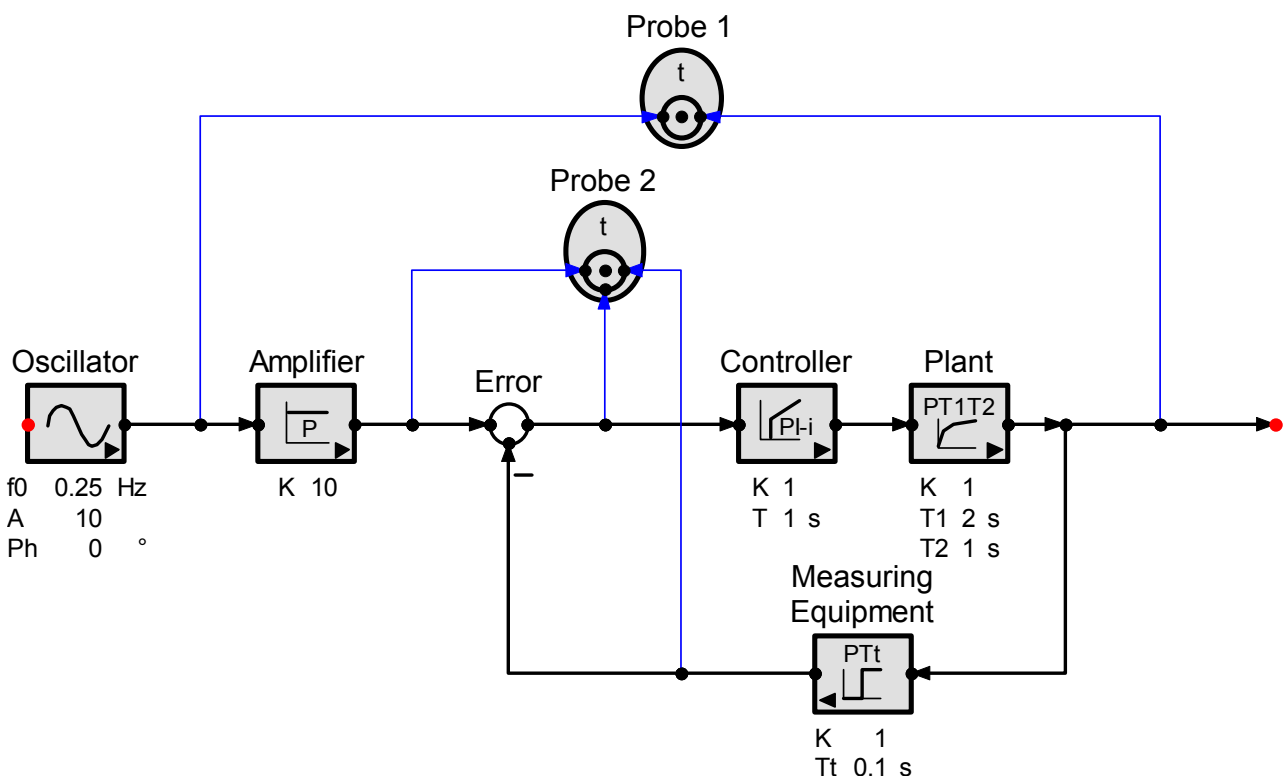 Probe 1
t
Probe 2
t
Oscillator
Amplifier
Error
Controller
Plant
P
PI-i
PT1T2
–
f0 0.25 Hz
A 10
Ph 0 °
K 10
K 1
T 1 s
K 1
T1 2 s
T2 1 s
Measuring
Equipment
PTt
K 1
Tt 0.1 s